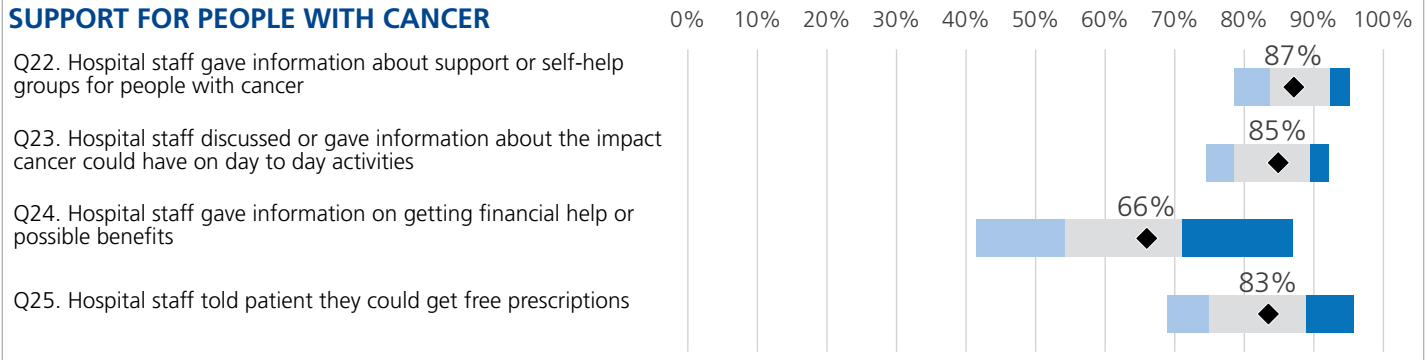 SUPPORT FOR PEOPLE WITH CANCER
0% 10% 20% 30% 40% 50% 60% 70% 80% 90% 100%
Q22. Hospital staff gave information about support or self-help
groups for people with cancer
87%
Q23. Hospital staff discussed or gave information about the impact
cancer could have on day to day activities
85%
Q24. Hospital staff gave information on getting financial help or
possible benefits
66%
Q25. Hospital staff told patient they could get free prescriptions
83%